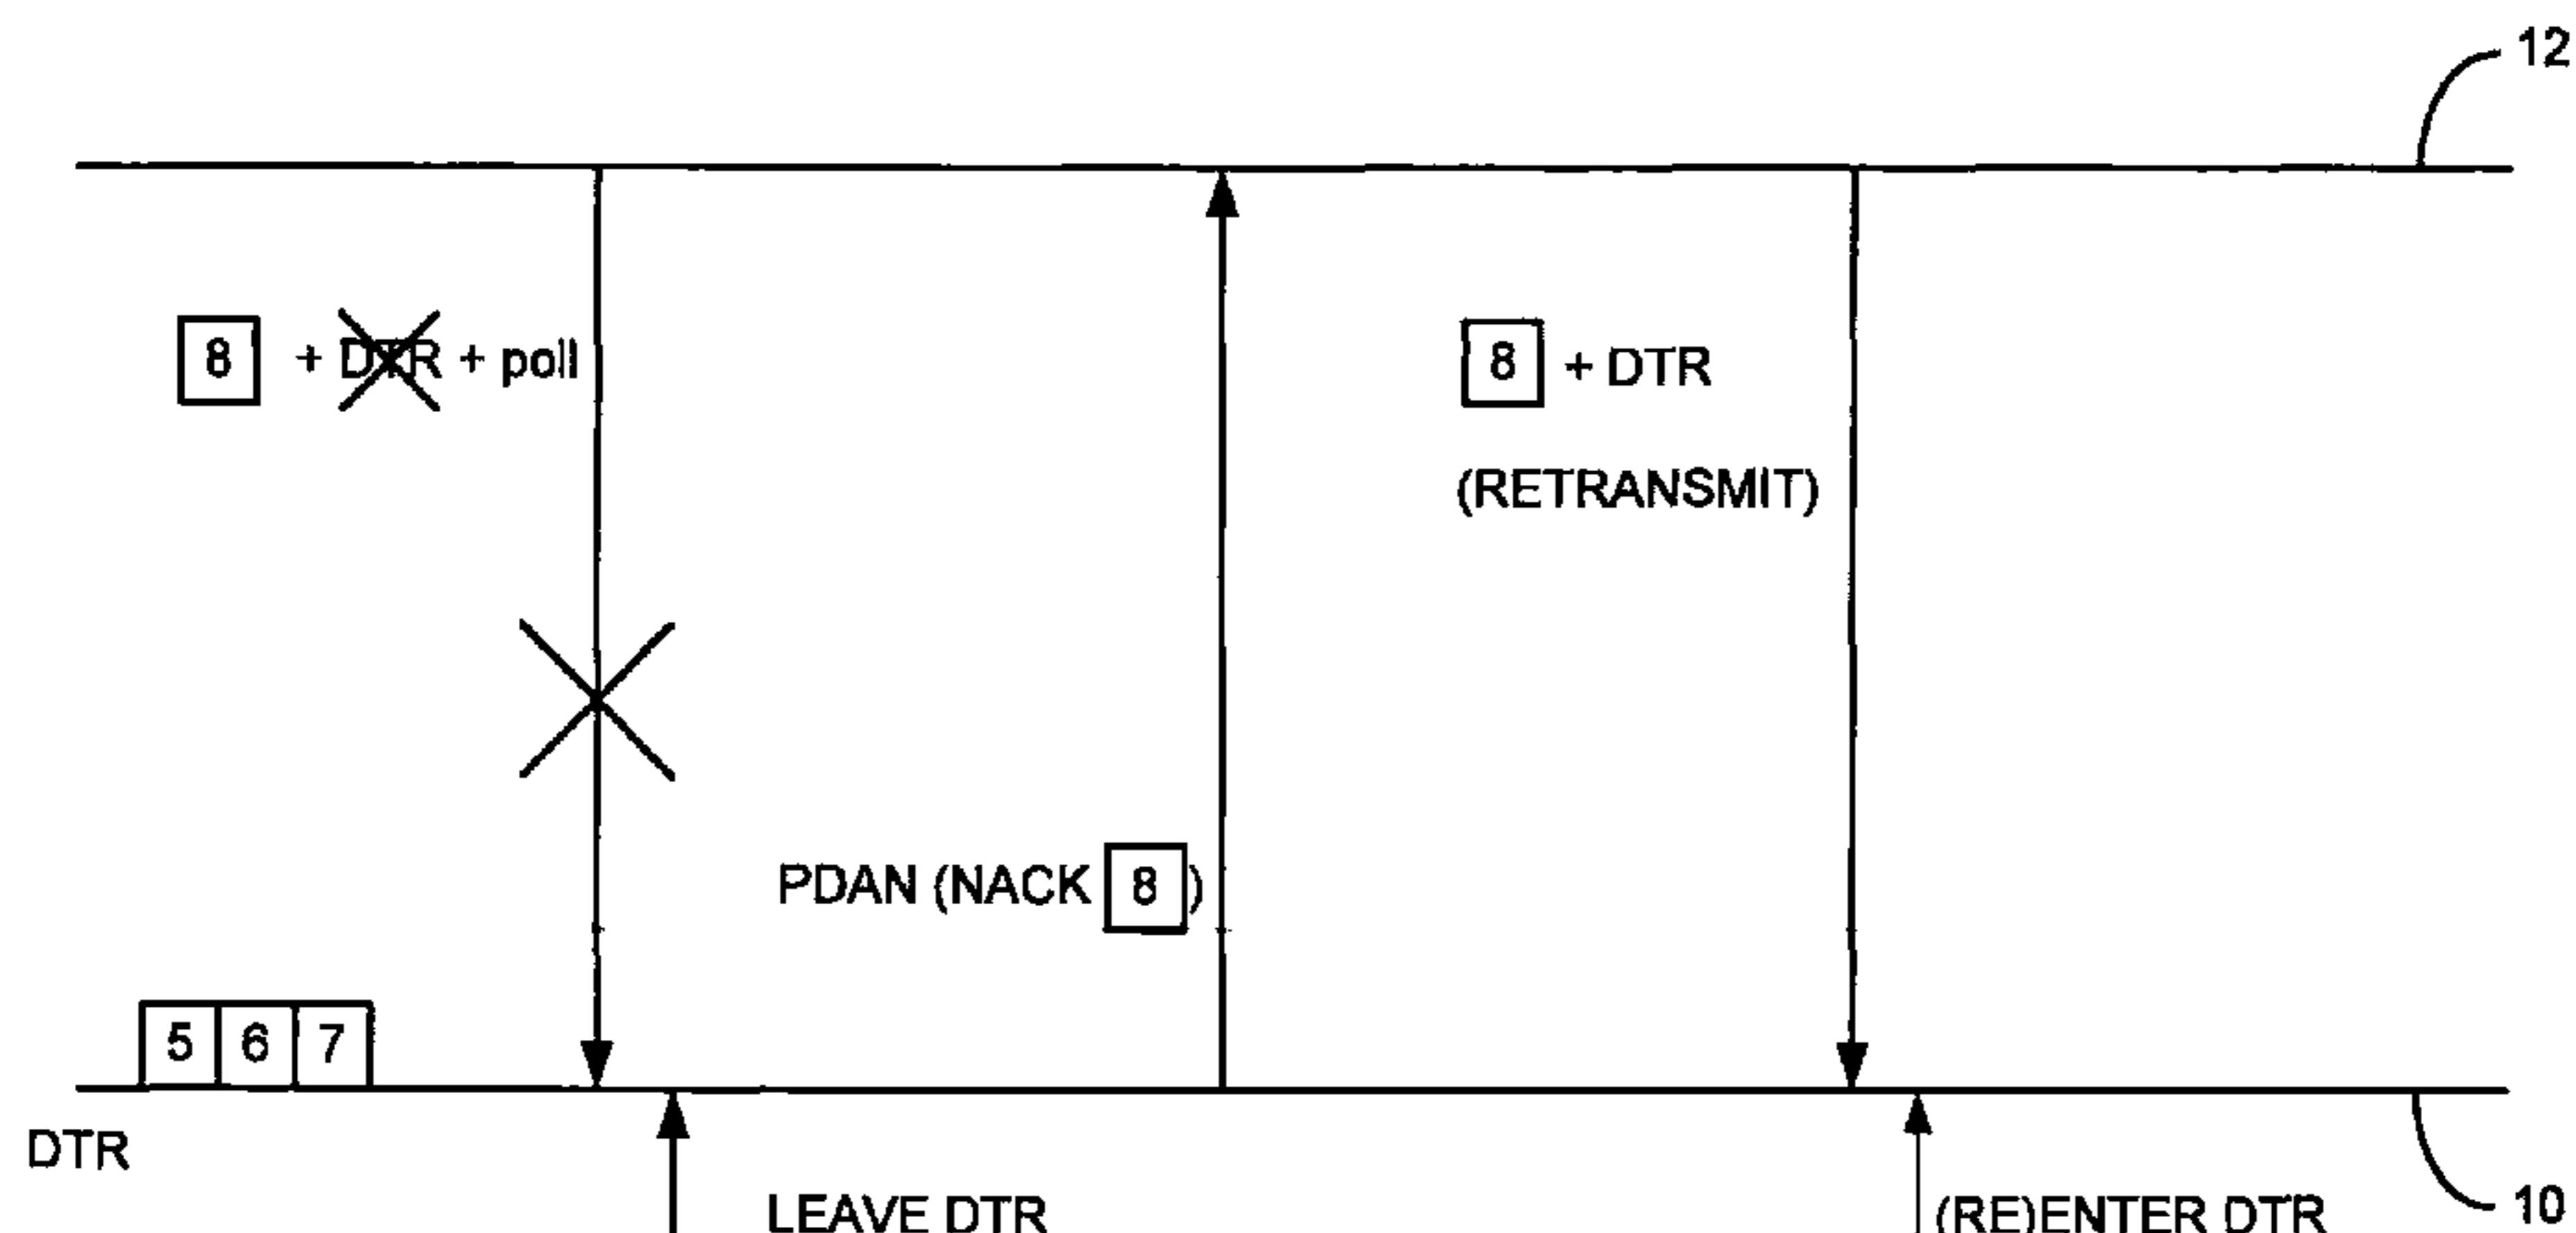 12
8 + DTR + poll
8 + DTR
(RETRANSMIT)
PDAN (NACK 8)
5 6 7
DTR
LEAVE DTR
(RE)ENTER DTR
10